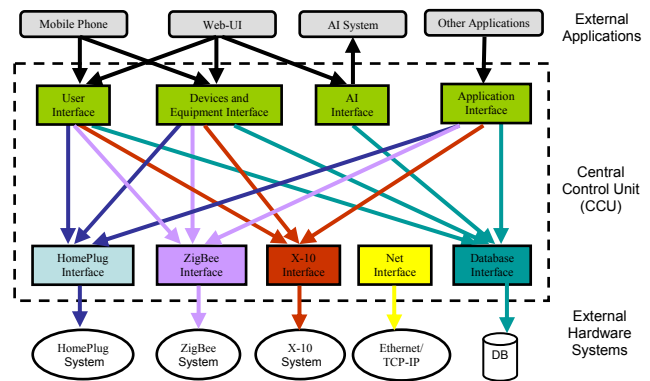 Mobile Phone
Web-UI
AI System
Other Applications
External
Applications
User
Interface
Devices and
Equipment Interface
AI
Interface
Application
Interface
Central
Control Unit
(CCU)
HomePlug
Interface
ZigBee
Interface
X-10
Interface
Net
Interface
Database
Interface
External
Hardware
Systems
HomePlug
System
ZigBee
System
X-10
System
Ethernet/
TCP-IP
DB